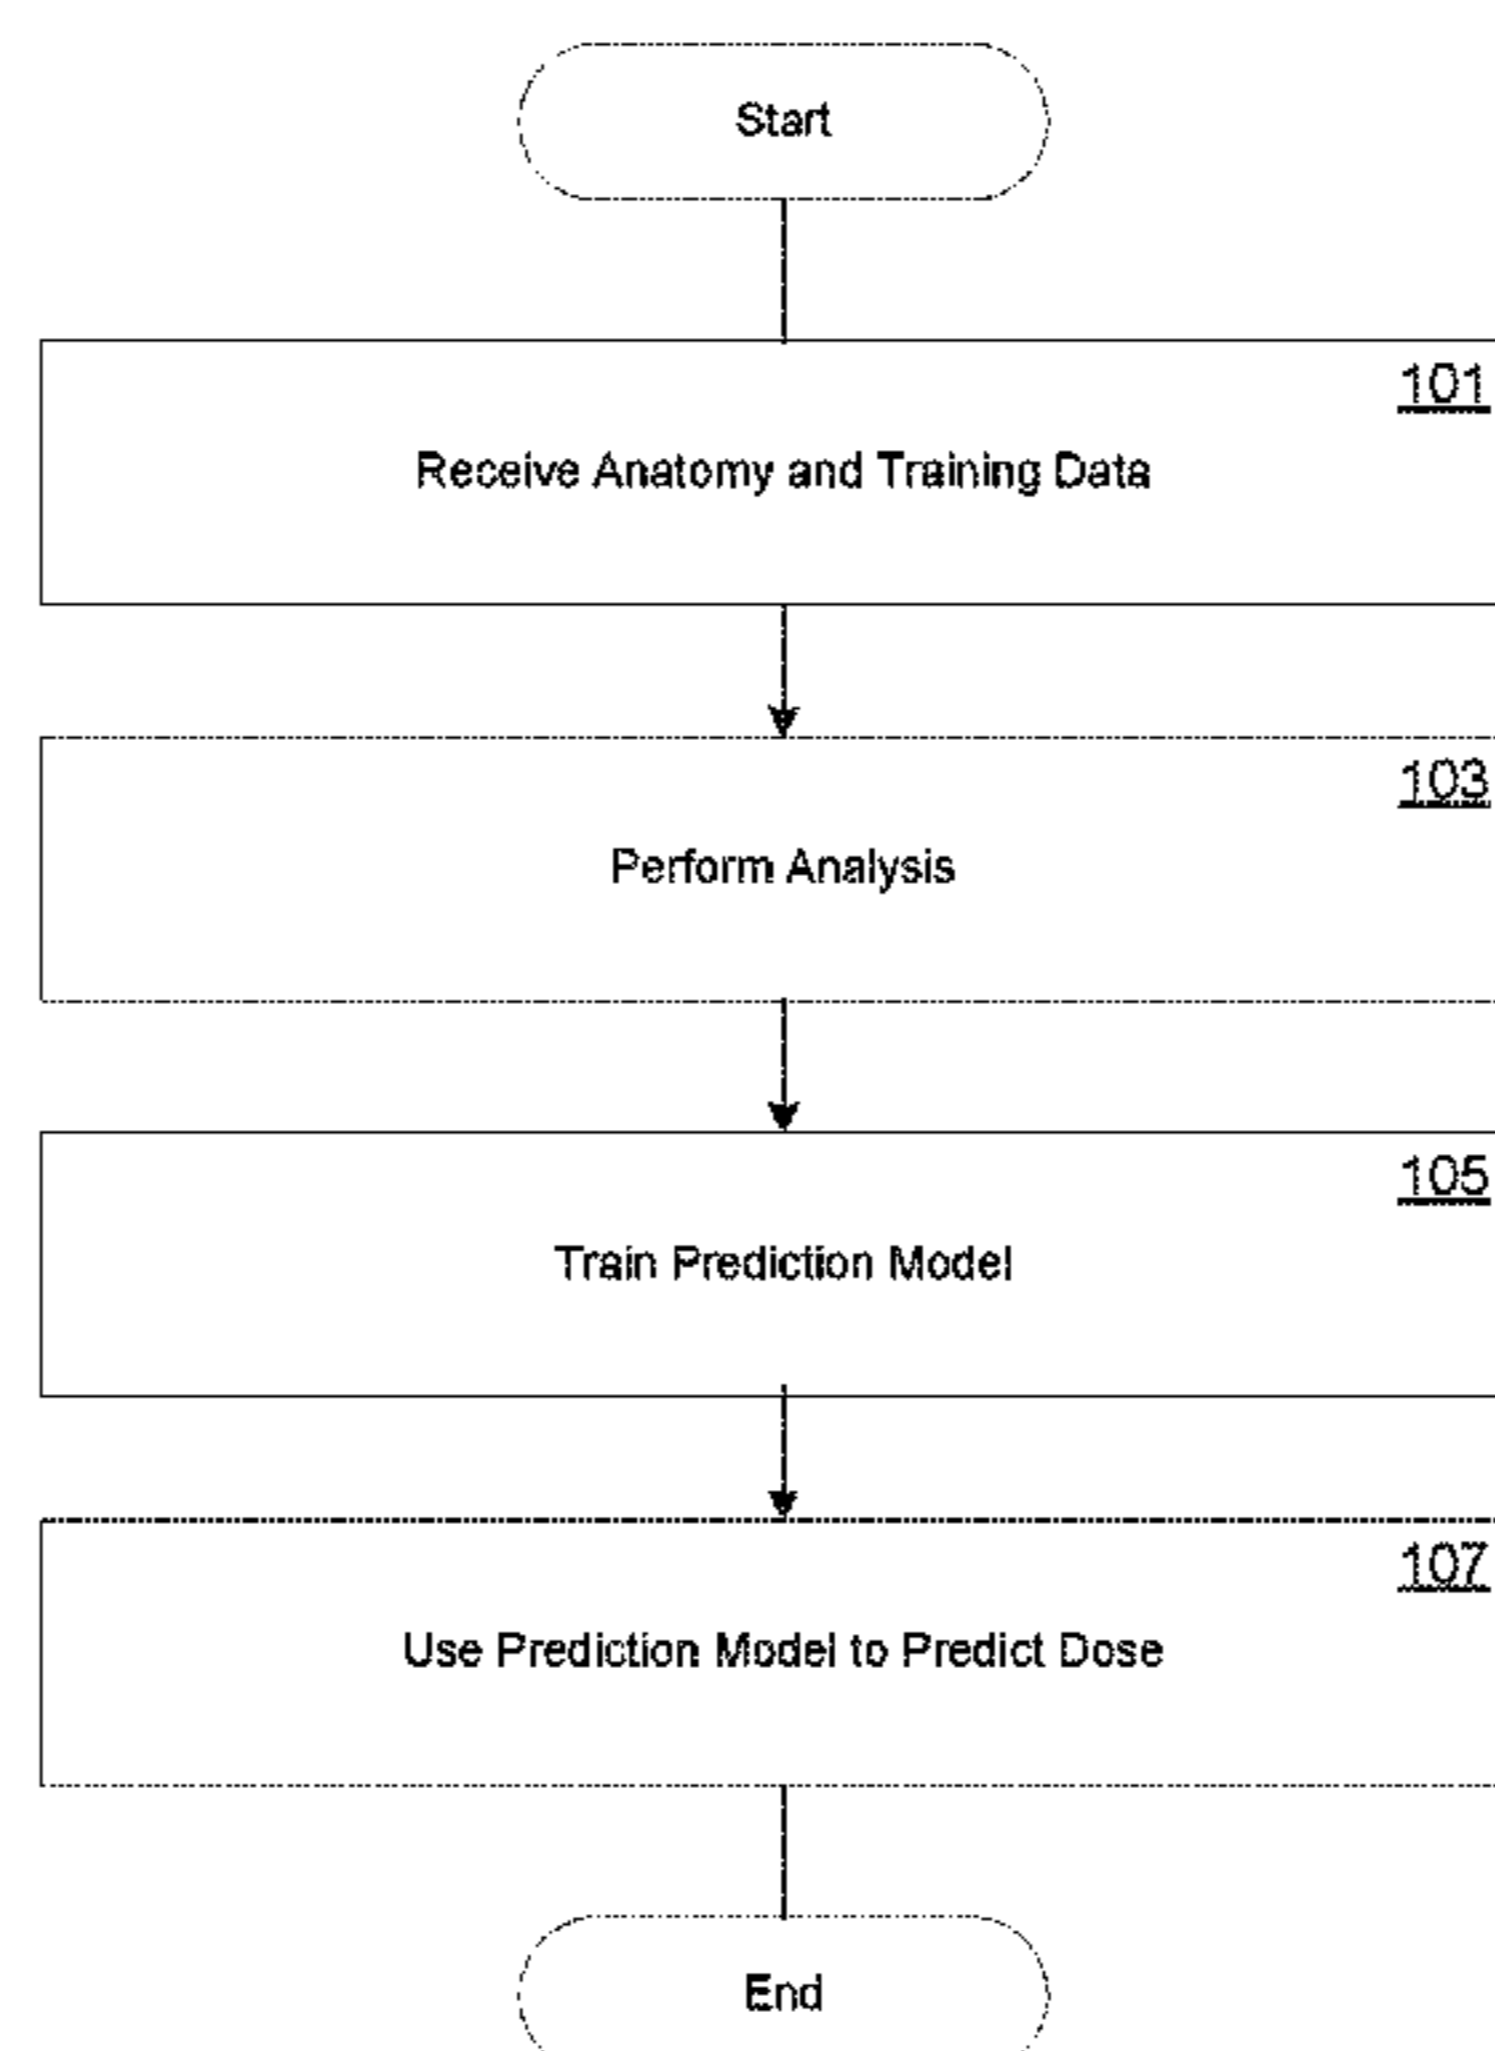 Start
101
Receive Anatomy and Training Data
103
Perform Analysis
105
Train Prediction Model
107
Use Prediction Model to Predict Dose
End